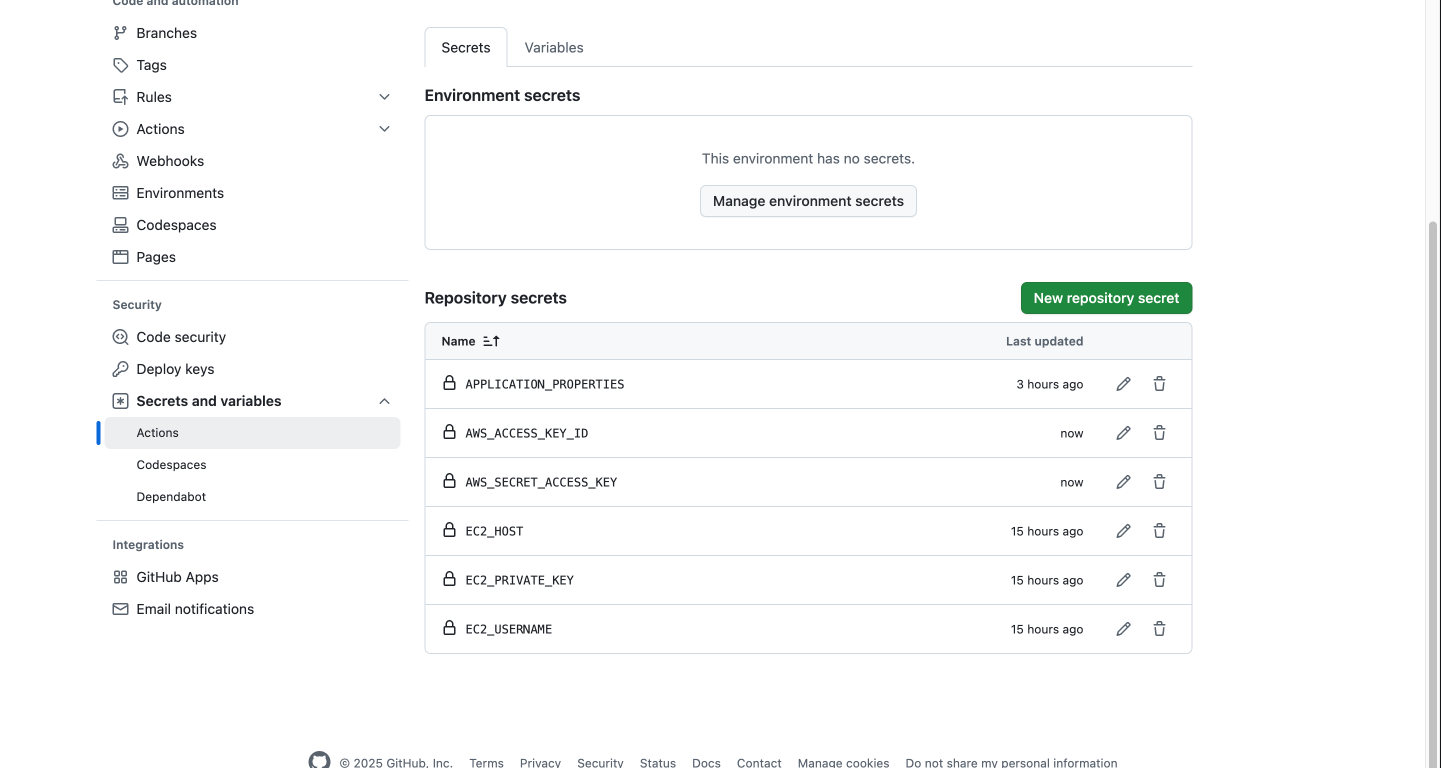 Code and automation
Branches
Tags
Rules
Actions
Webhooks
Environments
Codespaces
Pages
Security
Code security
Deploy keys
Secrets and variables
Actions
Codespaces
Dependabot
Integrations
GitHub Apps
Email notifications
Secrets Variables
Environment secrets
This environment has no secrets.
Manage environment secrets
Repository secrets New repository secret
Name Last updated
APPLICATION_PROPERTIES 3 hours ago
AWS_ACCESS_KEY_ID now
AWS_SECRET_ACCESS_KEY now
EC2_HOST 15 hours ago
EC2_PRIVATE_KEY 15 hours ago
EC2_USERNAME 15 hours ago
© 2025 GitHub, Inc. Terms Privacy Security Status Docs Contact Manage cookies Do not share my personal information